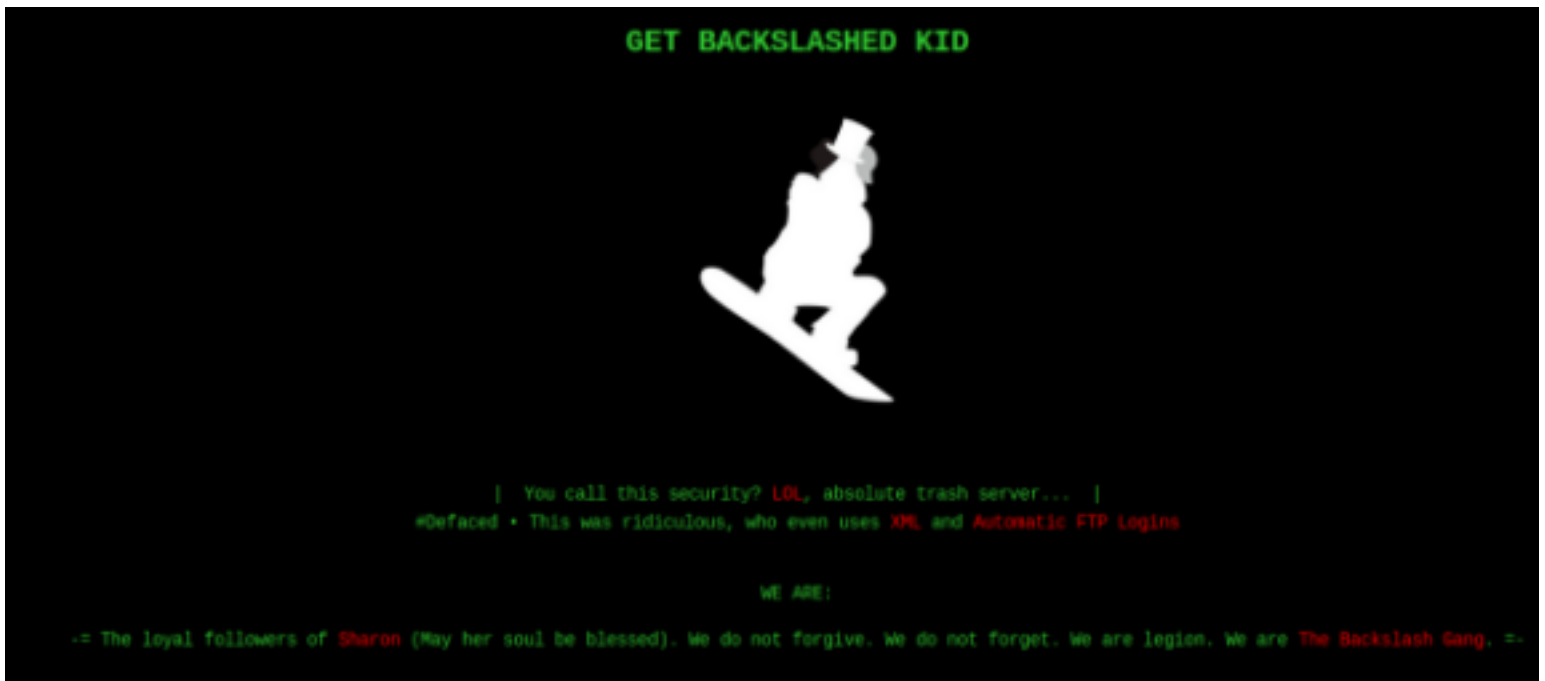 GET BACKSLASHED KID
| You call this security? LOL, absolute trash server... |
#Defaced • This was ridiculous, who even uses XML and Automatic FTP Logins
WE ARE:
-= The loyal followers of Sharon (May her soul be blessed). We do not forgive. We do not forget. We are legion. We are The Backslash Gang. =-